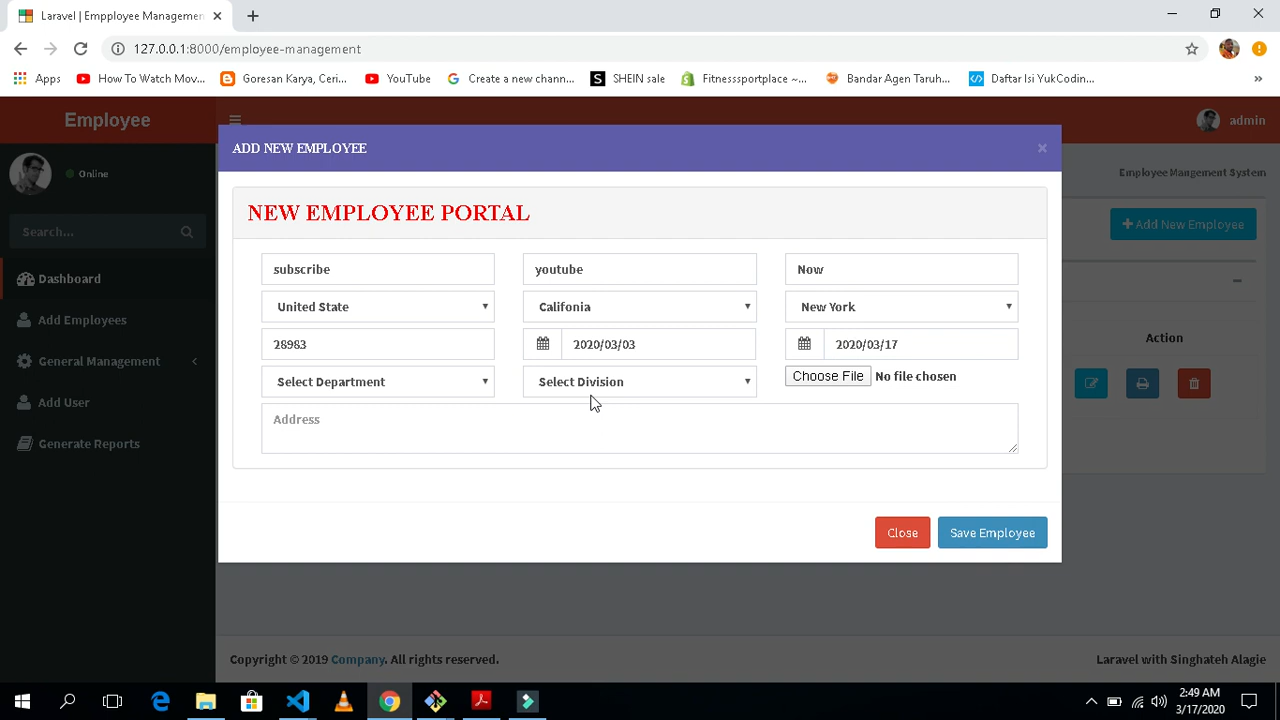 Laravel | Empployee Managemen
127.0.0.1:8000/employee-management
Apps
How To Watch Mov...
Goresan Karya, Ceri...
YouTube
Create a new chann...
SHEIN sale
Fitnesssportplace ~...
Bandar Agen Taruh...
Daftar Isi YukCodin...
Employee
admin
Online
Employee Mangement System
Search...
Add New Employee
Dashboard
Add Employees
General Management
Add User
Generate Reports
Action
ADD NEW EMPLOYEE
×
NEW EMPLOYEE PORTAL
subscribe youtube Now
United State Califonia New York
28983 2020/03/03 2020/03/17
Select Department Select Division Choose File No file chosen
Address
Close Save Employee
Copyright © 2019 Company. All rights reserved.
Laravel with Singhateh Alagie
2:49 AM
3/17/2020